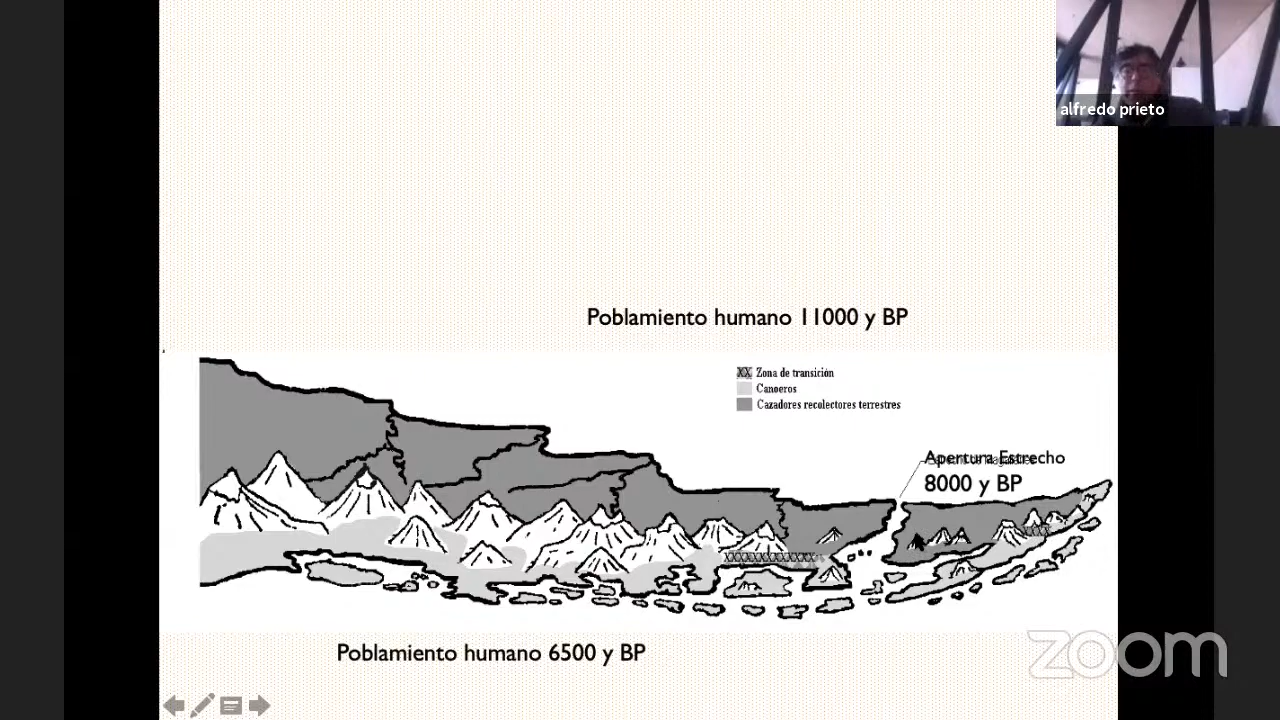 alfredo prieto
Poblamiento humano 11000 y BP
XX Zona de transición
Canoeros
Cazadores recolectores terrestres
Apertura Estrecho
8000 y BP
Poblamiento humano 6500 y BP
zoom